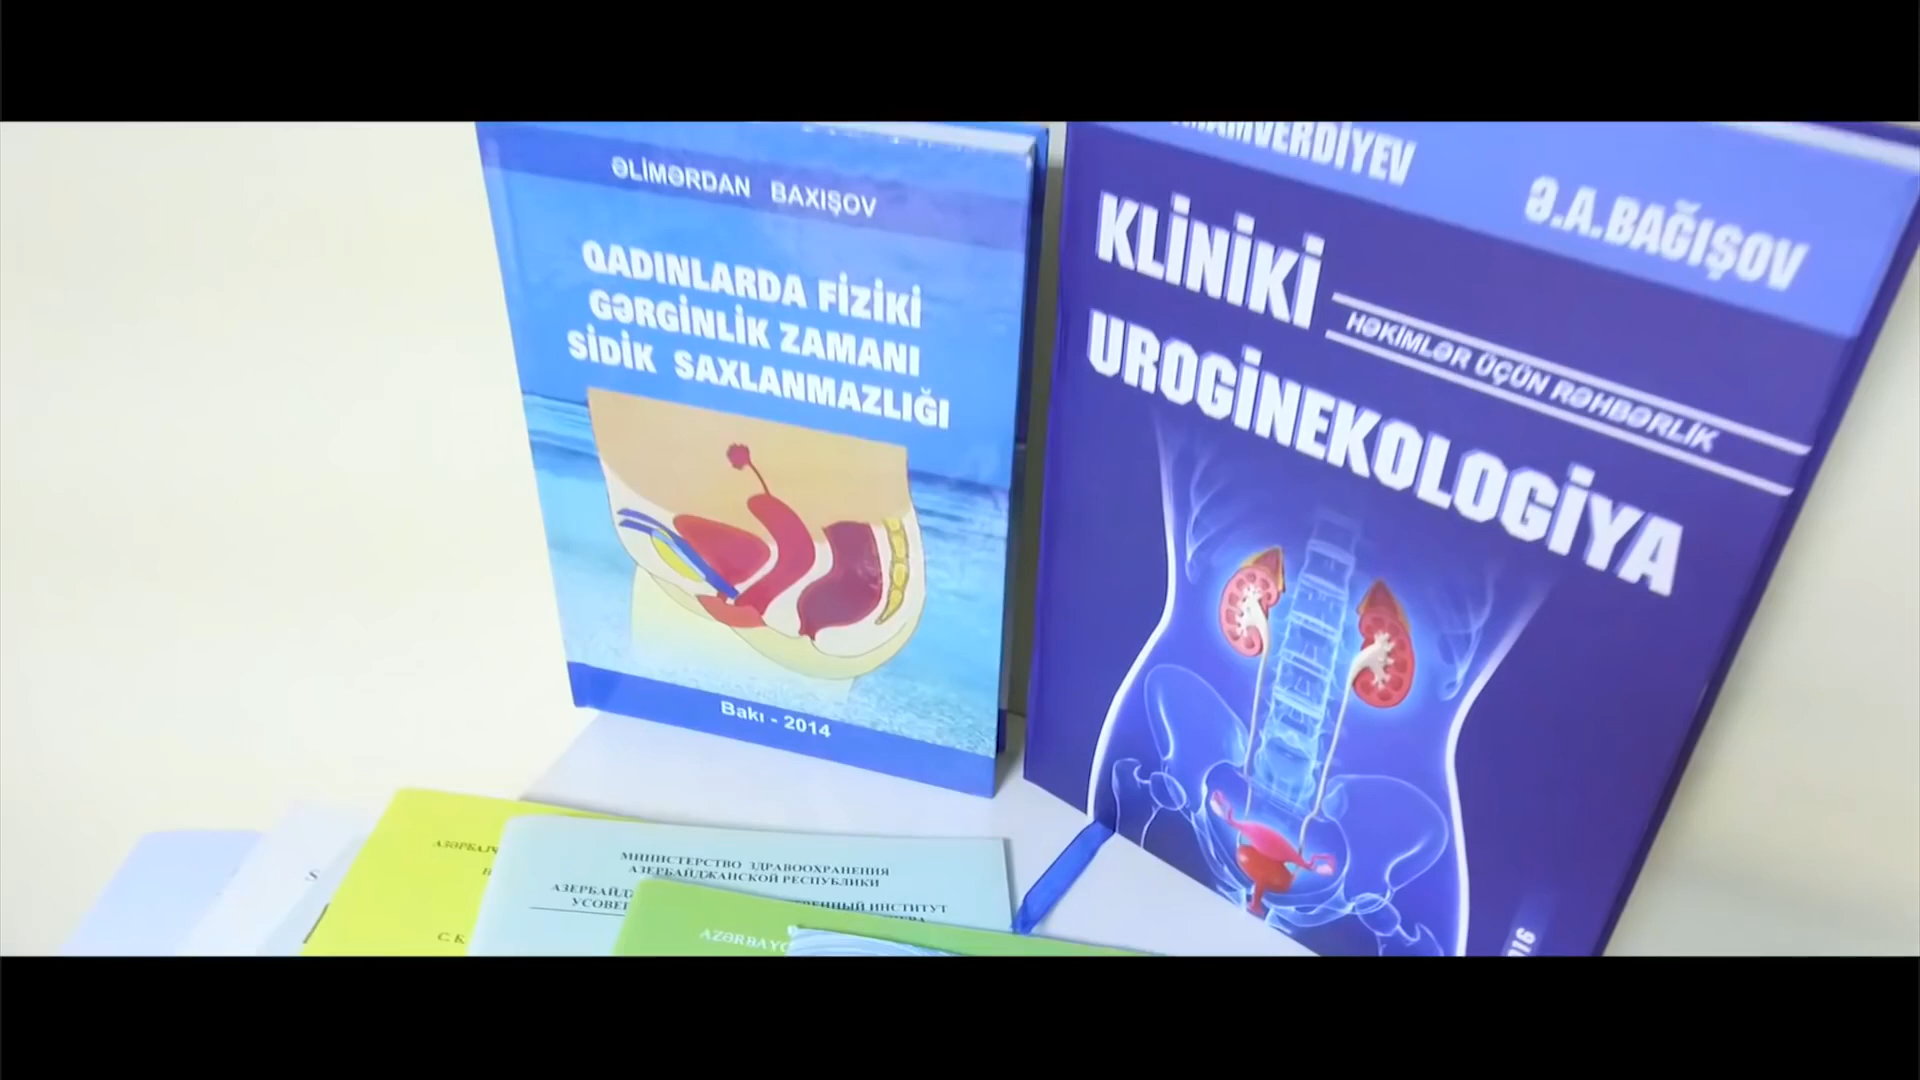 ƏLİMƏRDAN BAXIŞOV
QADINLARDA FİZİKİ
GƏRGİNLİK ZAMANI
SİDİK SAXLANMAZLIĞI
Bakı - 2014
Ə.A.BAĞIŞOV
KLİNİKİ
HƏKİMLƏR ÜÇÜN RƏHBƏRLİK
UROGİNEKOLOGİYA
МИНИСТЕРСТВО ЗДРАВООХРАНЕНИЯ
АЗЕРБАЙДЖАНСКОЙ РЕСПУБЛИКИ
ИНСТИТУТ